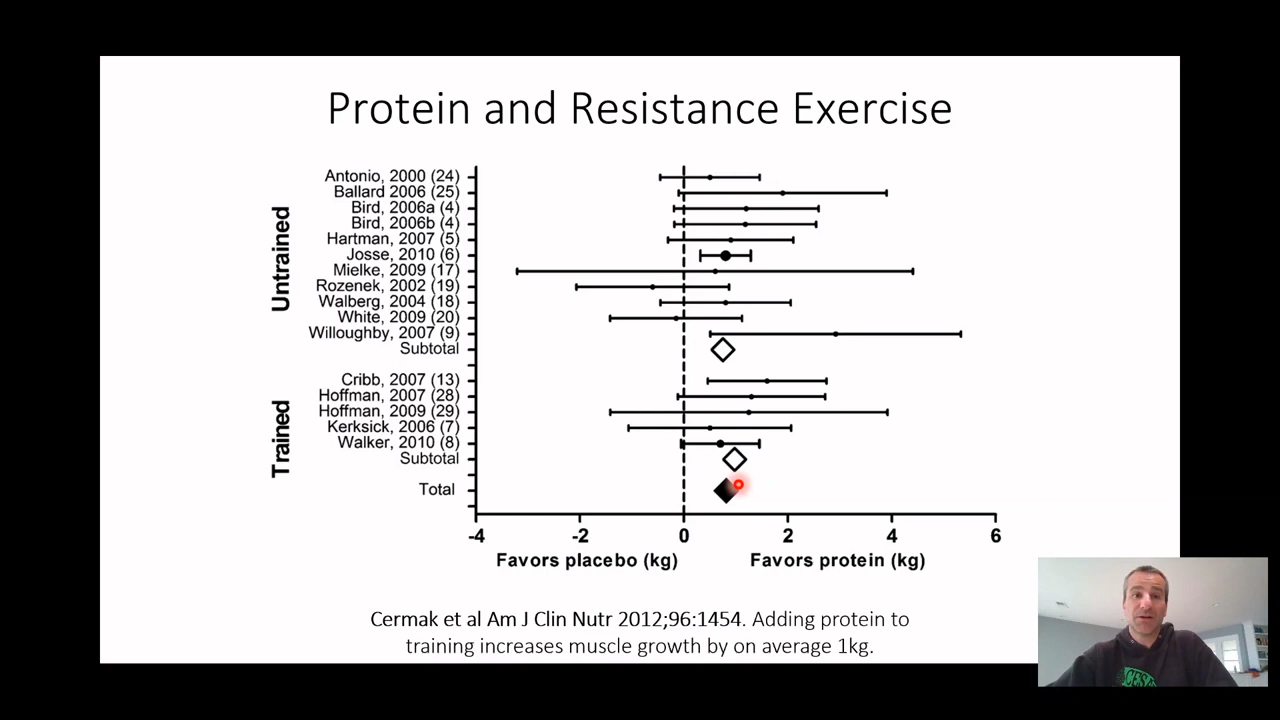 Protein and Resistance Exercise
Untrained
Antonio, 2000 (24)
Ballard 2006 (25)
Bird, 2006a (4)
Bird, 2006b (4)
Hartman, 2007 (5)
Josse, 2010 (6)
Mielke, 2009 (17)
Rozenek, 2002 (19)
Walberg, 2004 (18)
White, 2009 (20)
Willoughby, 2007 (9)
Subtotal
Trained
Cribb, 2007 (13)
Hoffman, 2007 (28)
Hoffman, 2009 (29)
Kerksick, 2006 (7)
Walker, 2010 (8)
Subtotal
Total
-4 -2 0 2 4 6
Favors placebo (kg) Favors protein (kg)
Cermak et al Am J Clin Nutr 2012;96:1454. Adding protein to
training increases muscle growth by on average 1kg.